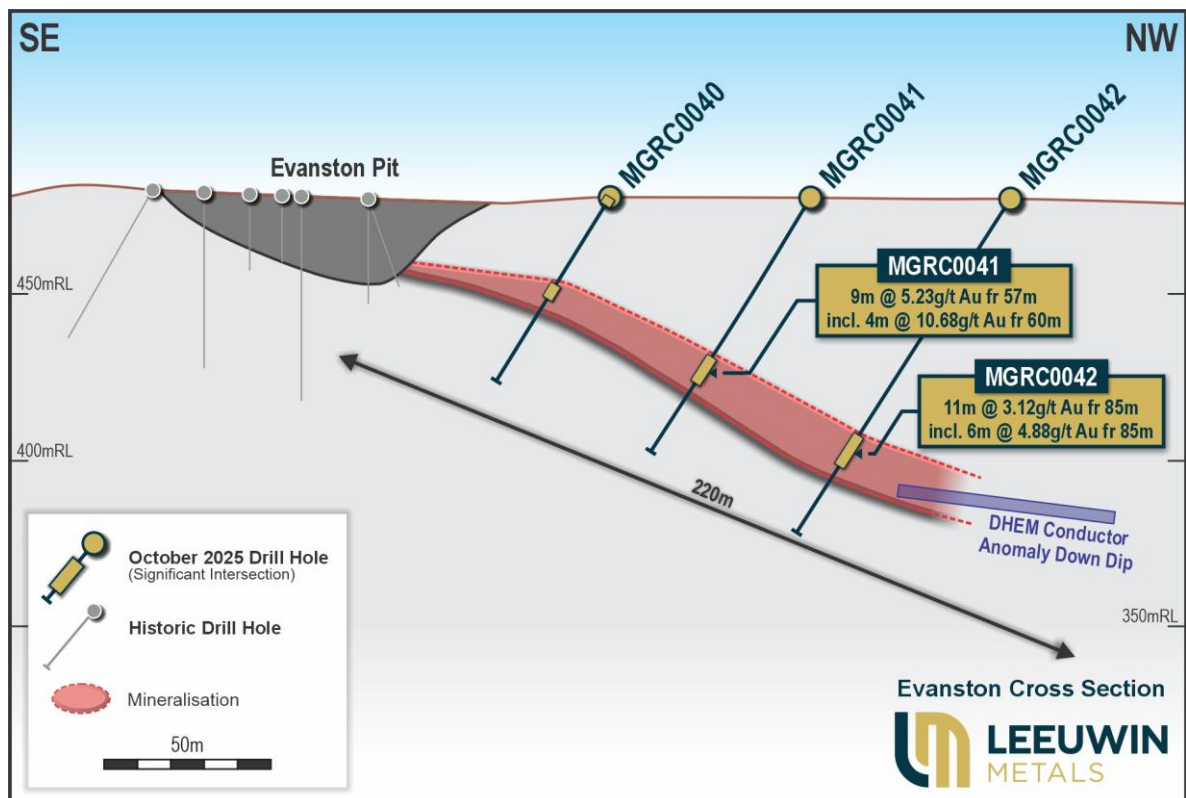 SE
NW
MGRC0040
MGRC0041
MGRC0042
Evanston Pit
450mRL
MGRC0041
9m @ 5.23g/t Au fr 57m
incl. 4m @ 10.68g/t Au fr 60m
MGRC0042
11m @ 3.12g/t Au fr 85m
incl. 6m @ 4.88g/t Au fr 85m
400mRL
220m
DHEM Conductor
Anomaly Down Dip
350mRL
October 2025 Drill Hole
(Significant Intersection)
Historic Drill Hole
Mineralisation
50m
Evanston Cross Section
LEEUWIN
METALS